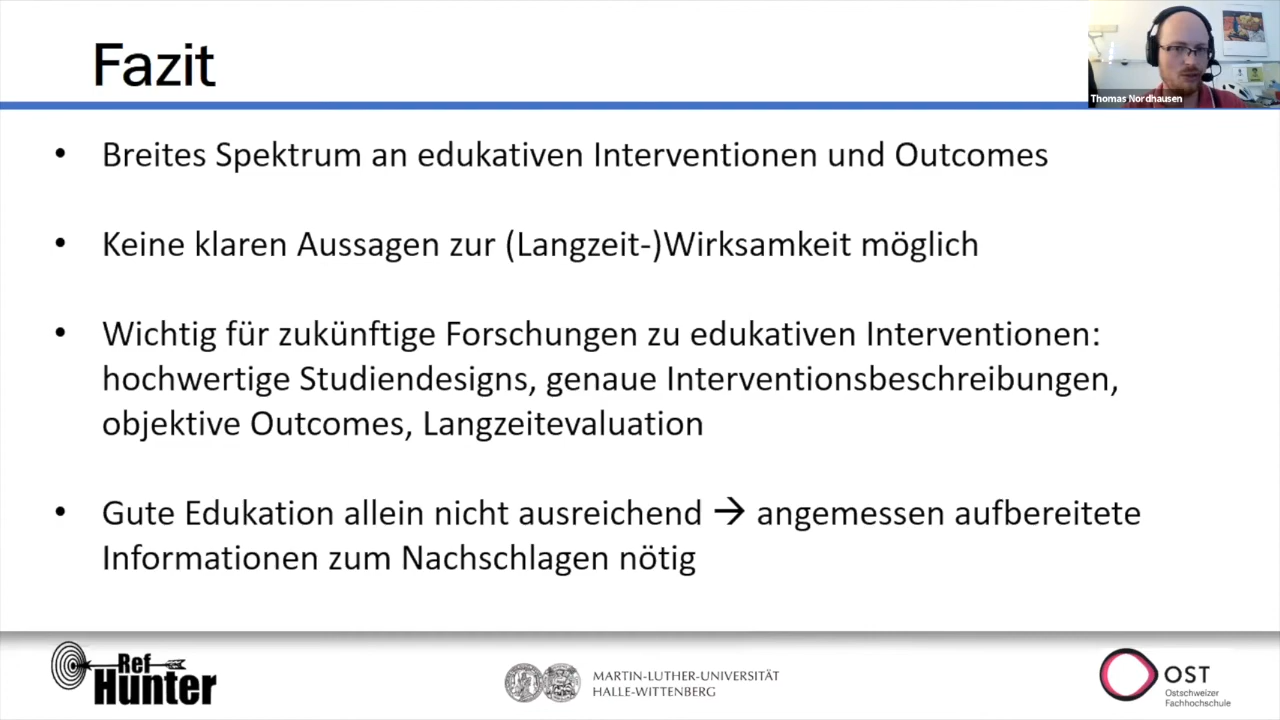 Fazit
Thomas Nordhausen
• Breites Spektrum an edukativen Interventionen und Outcomes
• Keine klaren Aussagen zur (Langzeit-)Wirksamkeit möglich
• Wichtig für zukünftige Forschungen zu edukativen Interventionen:
hochwertige Studiendesigns, genaue Interventionsbeschreibungen,
objektive Outcomes, Langzeitevaluation
• Gute Edukation allein nicht ausreichend → angemessen aufbereitete
Informationen zum Nachschlagen nötig
Ref
Hunter
MARTIN-LUTHER-UNIVERSITÄT
HALLE-WITTENBERG
OST
Ostschweizer
Fachhochschule